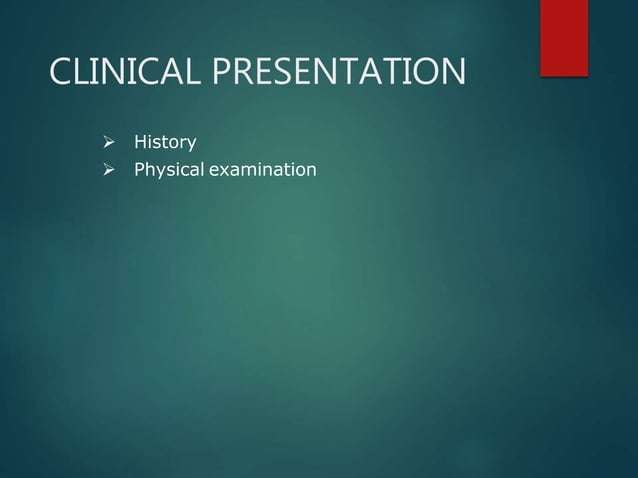 CLINICAL PRESENTATION
➢ History
➢ Physical examination